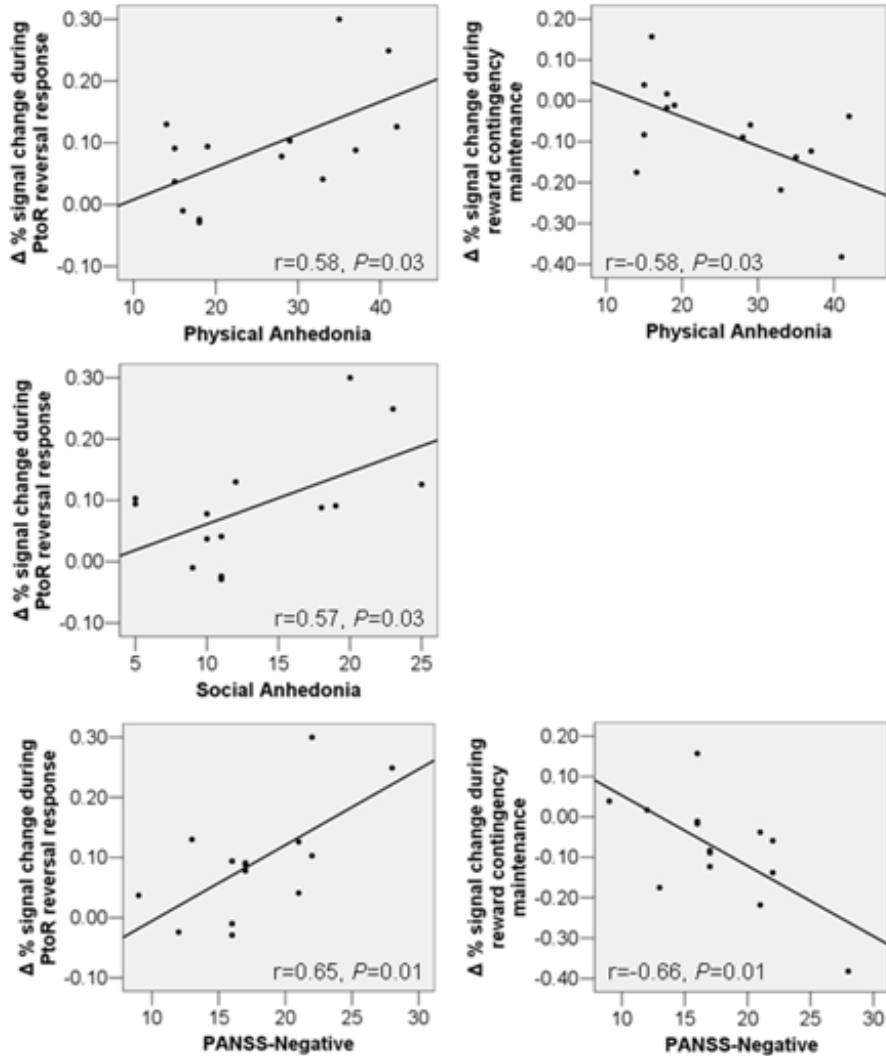 Δ % signal change during
PtoR reversal response
0.30
0.20
0.10
0.00
-0.10
r=0.58, P=0.03
10 20 30 40
Physical Anhedonia
Δ % signal change during
reward contingency
maintenance
0.20
0.10
0.00
-0.10
-0.20
-0.30
-0.40
r=-0.58, P=0.03
10 20 30 40
Physical Anhedonia
Δ % signal change during
PtoR reversal response
0.30
0.20
0.10
0.00
-0.10
r=0.57, P=0.03
5 10 15 20 25
Social Anhedonia
Δ % signal change during
PtoR reversal response
0.30
0.20
0.10
0.00
-0.10
r=0.65, P=0.01
10 15 20 25 30
PANSS-Negative
Δ % signal change during
reward contingency
maintenance
0.20
0.10
0.00
-0.10
-0.20
-0.30
-0.40
r=-0.66, P=0.01
10 15 20 25 30
PANSS-Negative